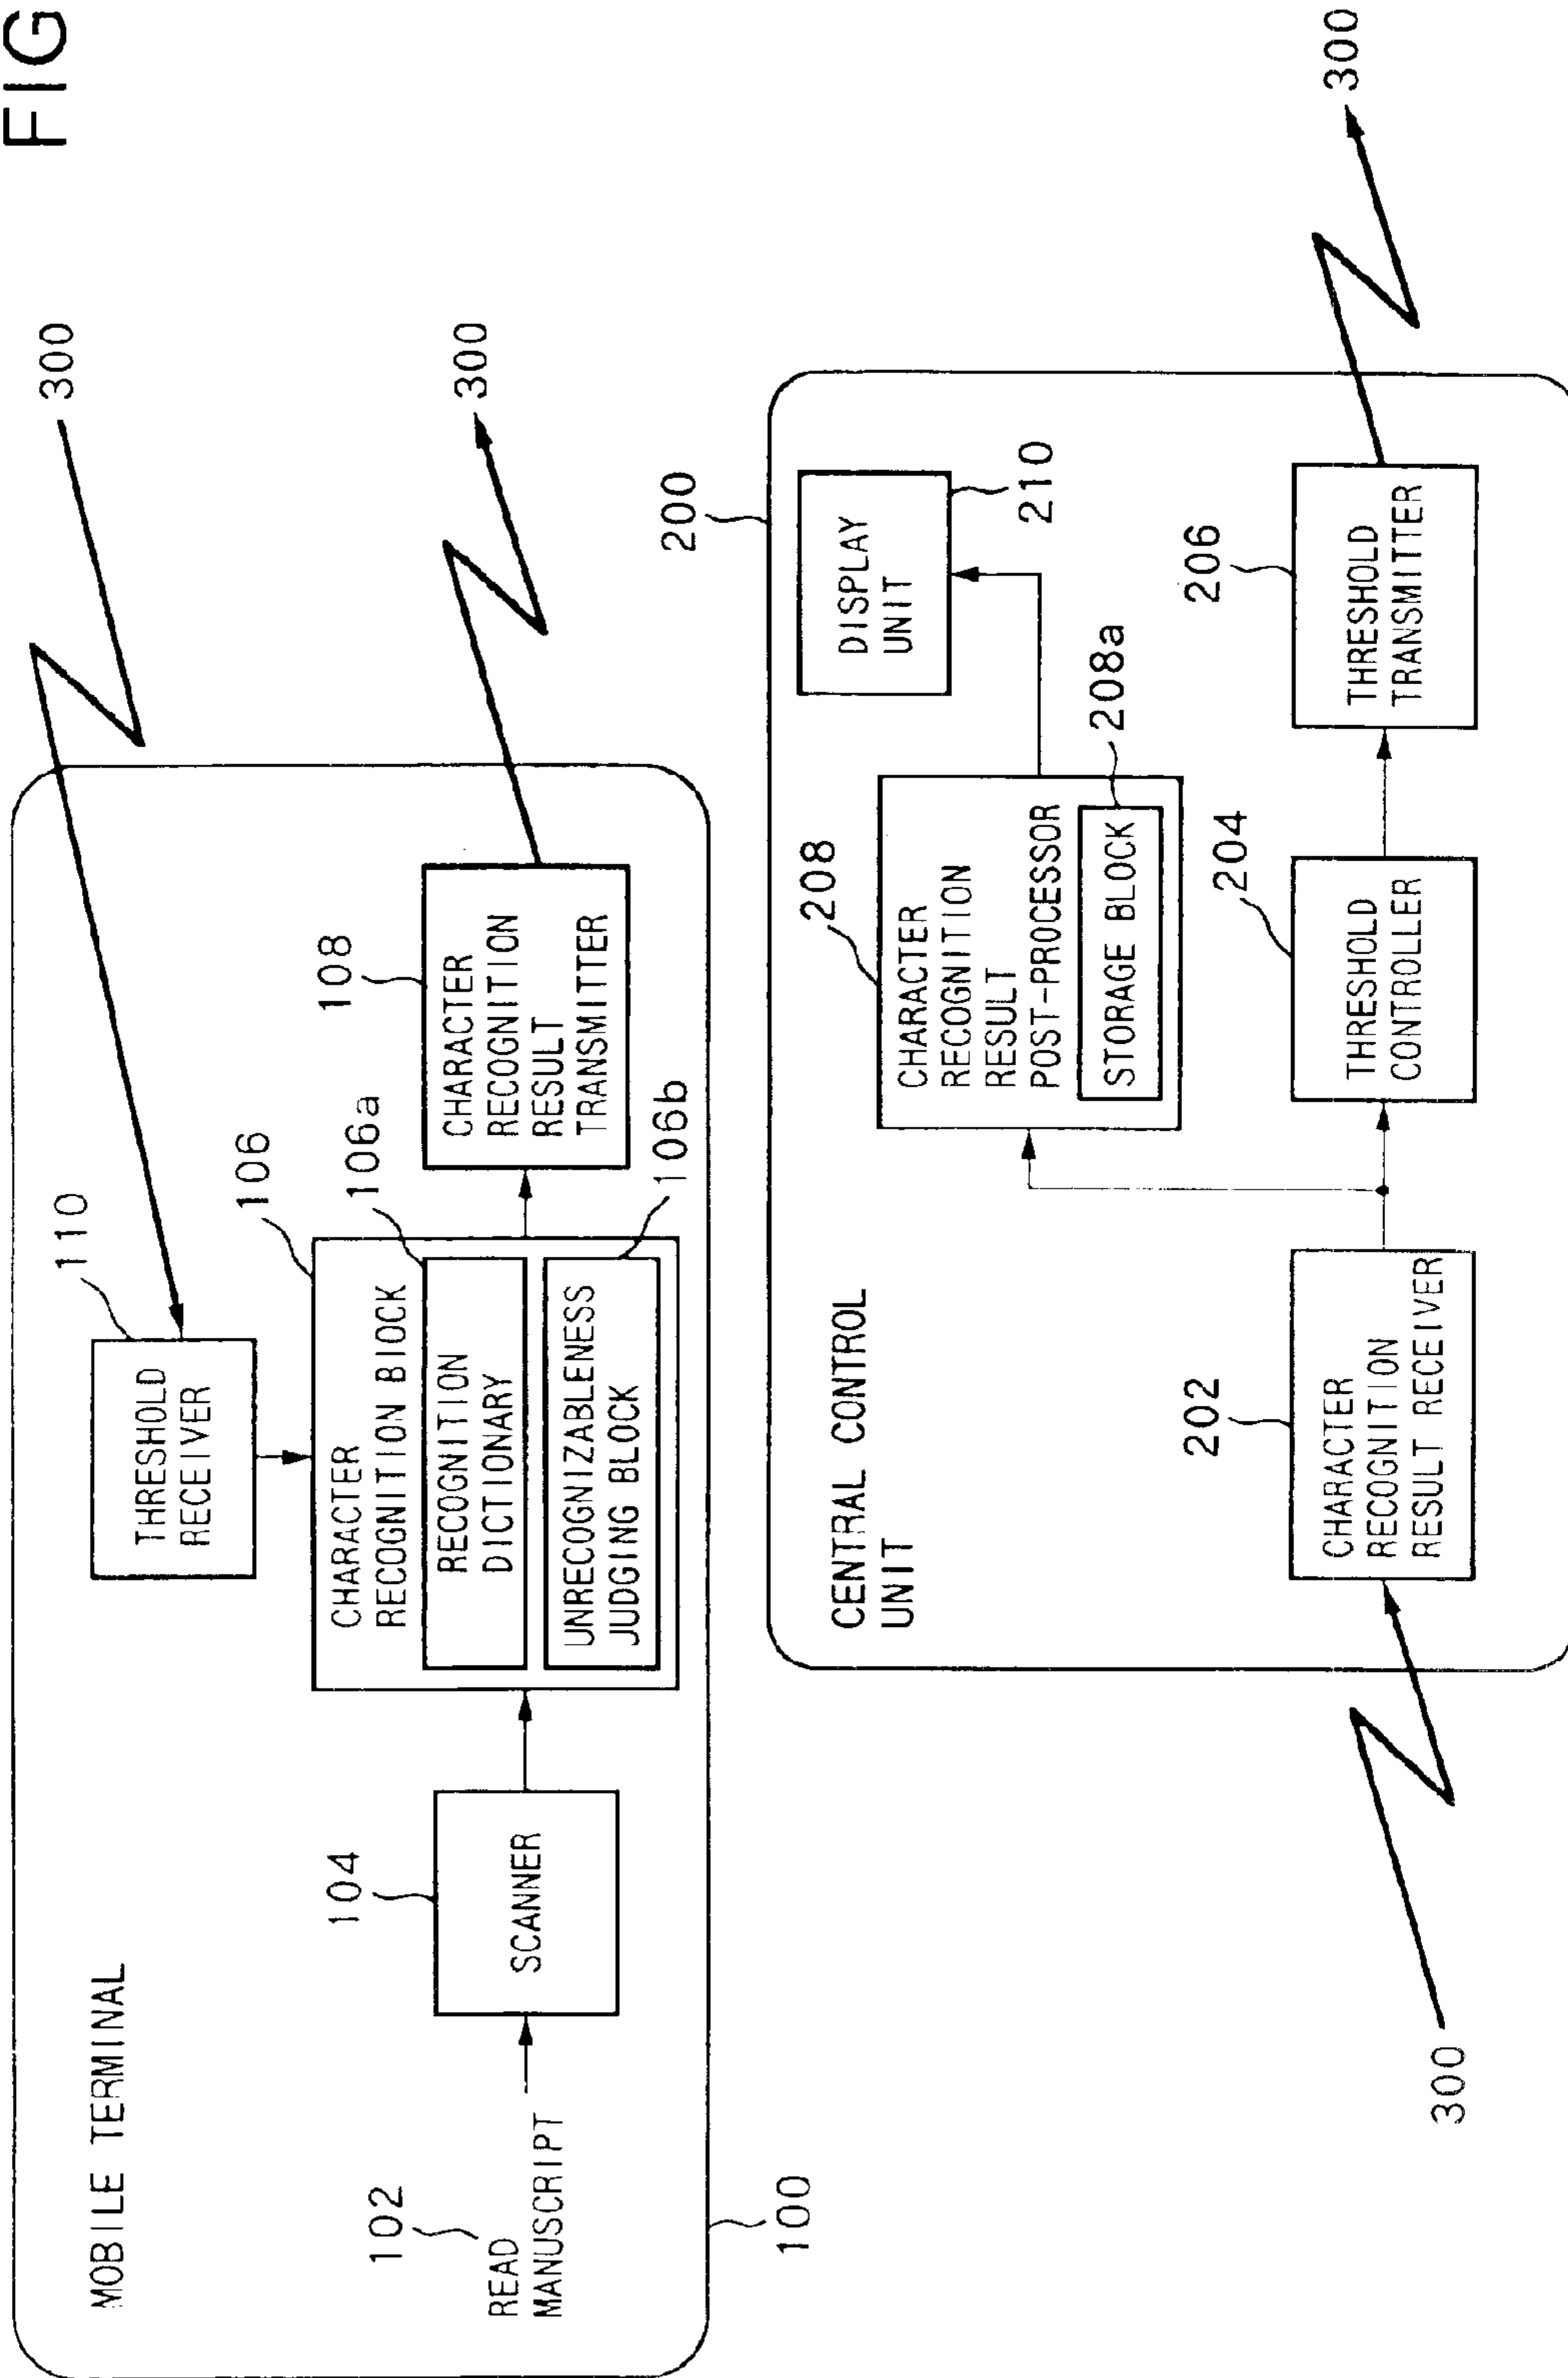 FIG
MOBILE TERMINAL
300
110
THRESHOLD
RECEIVER
106
CHARACTER
RECOGNITION BIOCK
106a
RECOGNITION
DICTIONARY
UNRECOGNIZABLENESS
JUDGING BLOCK
106b
108
CHARACTER
RECOGNITION
RESULT
TRANSMITTER
300
104
SCANNER
102
READ
MANUSCRIPT
100
200
CENTRAL CONTROL
UNIT
DISPLAY
UNIT
210
208
CHARACTER
RECOGNITION
RESULT
POST-PROCESSOR
208a
STORAGE BLOCK
202
CHARACTER
RECOGNITION
RESULT RECEIVER
204
THRESHOLD
CONTROLLER
206
THRESHOLD
TRANSMITTER
300
300